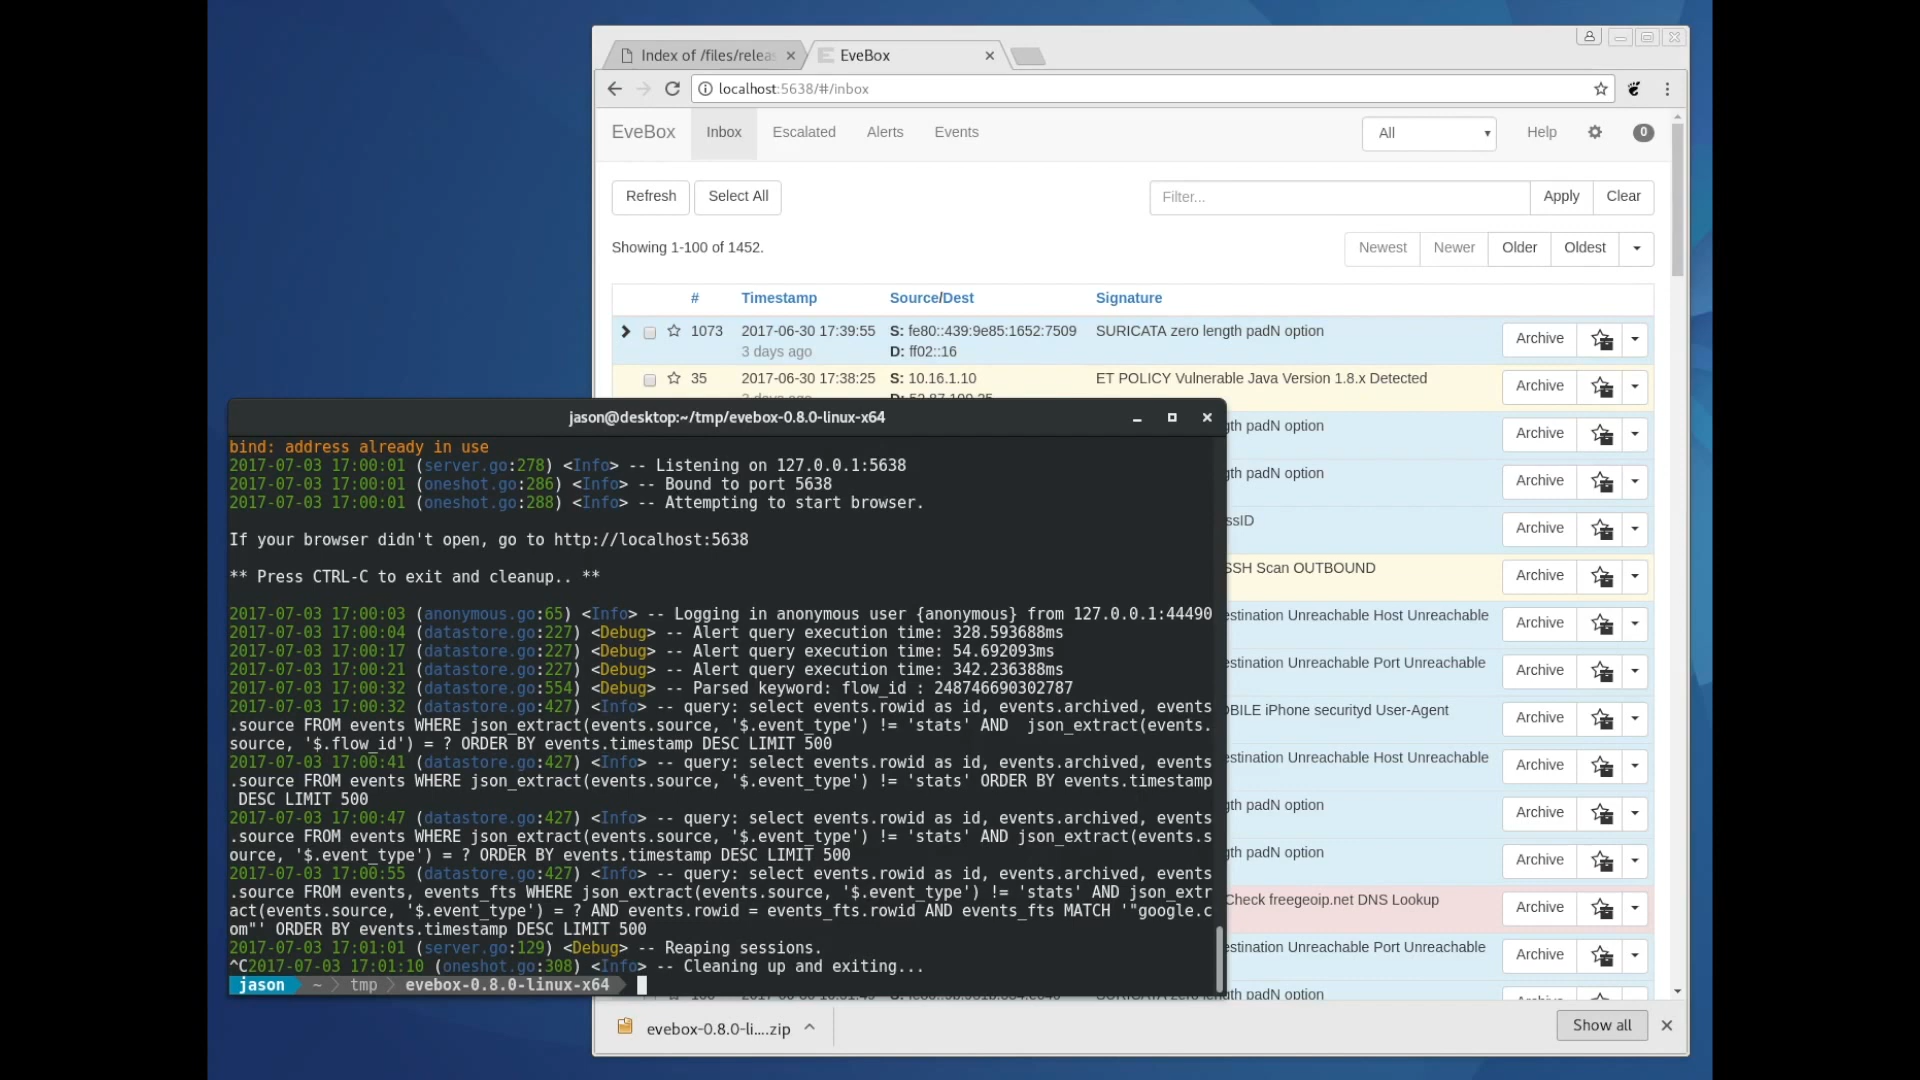 Index of /files/relea
EveBox
localhost:5638/#/inbox
EveBox Inbox Escalated Alerts Events All Help 0
Refresh Select All Filter... Apply Clear
Showing 1-100 of 1452. Newest Newer Older Oldest
# Timestamp Source/Dest Signature
1073 2017-06-30 17:39:55 S: fe80::439:9e85:1652:7509 SURICATA zero length padN option Archive
3 days ago D: ff02::16
35 2017-06-30 17:38:25 S: 10.16.1.10 ET POLICY Vulnerable Java Version 1.8.x Detected Archive
jason@desktop:~/tmp/evebox-0.8.0-linux-x64
bind: address already in use
2017-07-03 17:00:01 (server.go:278) <Info> -- Listening on 127.0.0.1:5638
2017-07-03 17:00:01 (oneshot.go:286) <Info> -- Bound to port 5638
2017-07-03 17:00:01 (oneshot.go:288) <Info> -- Attempting to start browser.
If your browser didn't open, go to http://localhost:5638
** Press CTRL-C to exit and cleanup.. **
2017-07-03 17:00:03 (anonymous.go:65) <Info> -- Logging in anonymous user {anonymous} from 127.0.0.1:44490
2017-07-03 17:00:04 (datastore.go:227) <Debug> -- Alert query execution time: 328.593688ms
2017-07-03 17:00:17 (datastore.go:227) <Debug> -- Alert query execution time: 54.692093ms
2017-07-03 17:00:21 (datastore.go:227) <Debug> -- Alert query execution time: 342.236388ms
2017-07-03 17:00:32 (datastore.go:554) <Debug> -- Parsed keyword: flow_id : 248746690302787
2017-07-03 17:00:32 (datastore.go:427) <Info> -- query: select events.rowid as id, events.archived, events
.source FROM events WHERE json_extract(events.source, '$.event_type') != 'stats' AND  json_extract(events.
source, '$.flow_id') = ? ORDER BY events.timestamp DESC LIMIT 500
2017-07-03 17:00:41 (datastore.go:427) <Info> -- query: select events.rowid as id, events.archived, events
.source FROM events WHERE json_extract(events.source, '$.event_type') != 'stats' ORDER BY events.timestamp
DESC LIMIT 500
2017-07-03 17:00:47 (datastore.go:427) <Info> -- query: select events.rowid as id, events.archived, events
.source FROM events WHERE json_extract(events.source, '$.event_type') != 'stats' AND json_extract(events.s
ource, '$.event_type') = ? ORDER BY events.timestamp DESC LIMIT 500
2017-07-03 17:00:55 (datastore.go:427) <Info> -- query: select events.rowid as id, events.archived, events
.source FROM events, events_fts WHERE json_extract(events.source, '$.event_type') != 'stats' AND json_extr
act(events.source, '$.event_type') = ? AND events.rowid = events_fts.rowid AND events_fts MATCH '"google.c
om"' ORDER BY events.timestamp DESC LIMIT 500
2017-07-03 17:01:01 (server.go:129) <Debug> -- Reaping sessions.
^C2017-07-03 17:01:10 (oneshot.go:308) <Info> -- Cleaning up and exiting...
jason ~ tmp evebox-0.8.0-linux-x64
gth padN option Archive
gth padN option Archive
ssID Archive
SSH Scan OUTBOUND Archive
estination Unreachable Host Unreachable Archive
estination Unreachable Port Unreachable Archive
OBILE iPhone securityd User-Agent Archive
estination Unreachable Host Unreachable Archive
gth padN option Archive
gth padN option Archive
Check freegeoip.net DNS Lookup Archive
estination Unreachable Port Unreachable Archive
SURICATA zero length padN option Archive
evebox-0.8.0-li....zip Show all